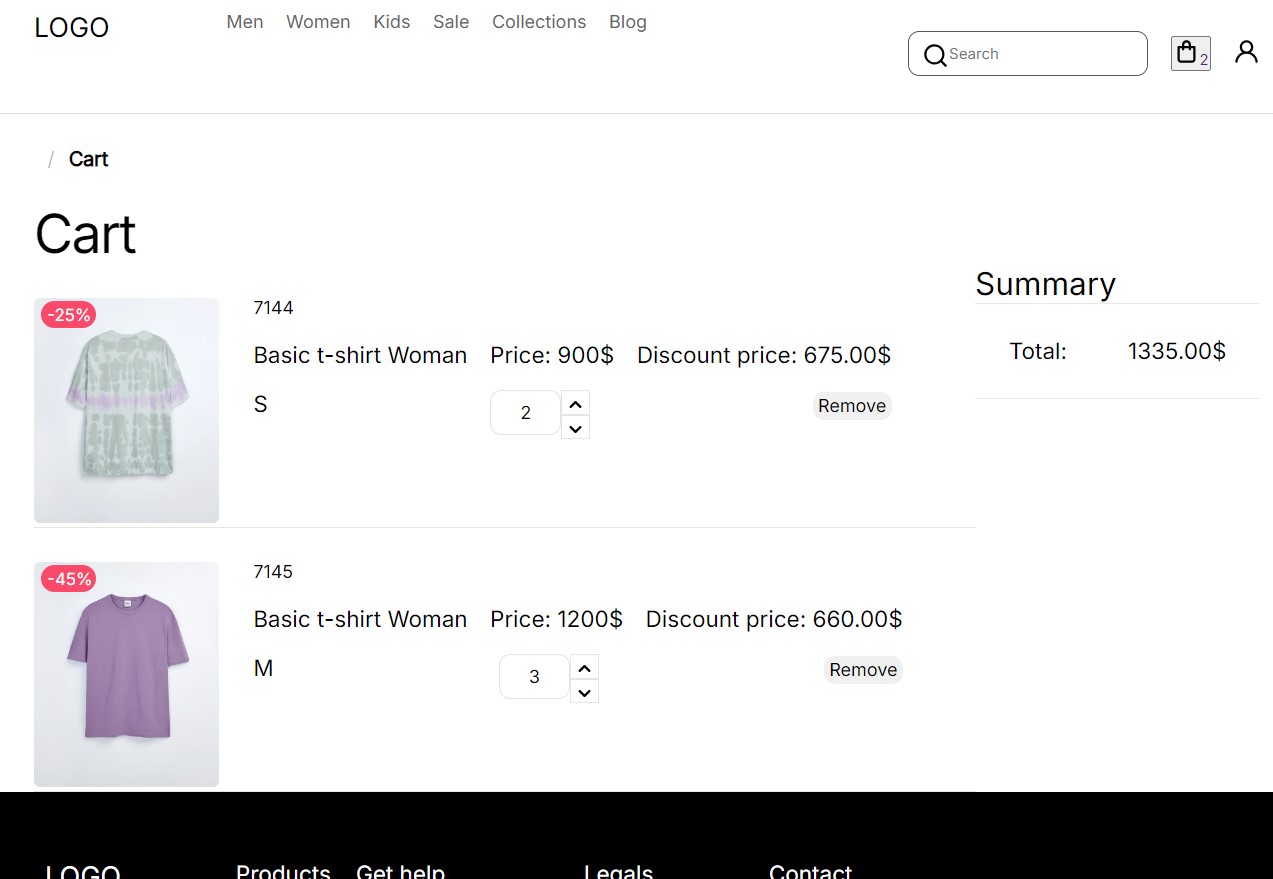 LOGO
Men Women Kids Sale Collections Blog
Search
2
/ Cart
Cart
-25%
7144
Basic t-shirt Woman Price: 900$ Discount price: 675.00$
S 2 Remove
Summary
Total: 1335.00$
-45%
7145
Basic t-shirt Woman Price: 1200$ Discount price: 660.00$
M 3 Remove
LOGO Products Get help Legals Contact